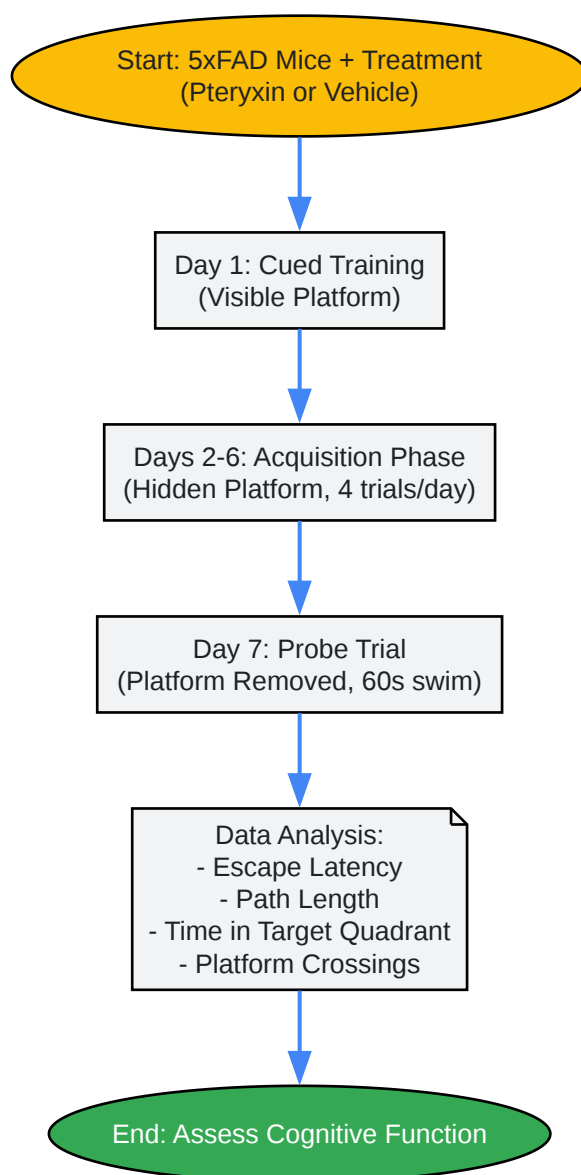 Start: 5xFAD Mice + Treatment
(Pteryxin or Vehicle)
Day 1: Cued Training
(Visible Platform)
Days 2-6: Acquisition Phase
(Hidden Platform, 4 trials/day)
Day 7: Probe Trial
(Platform Removed, 60s swim)
Data Analysis:
- Escape Latency
- Path Length
- Time in Target Quadrant
- Platform Crossings
End: Assess Cognitive Function